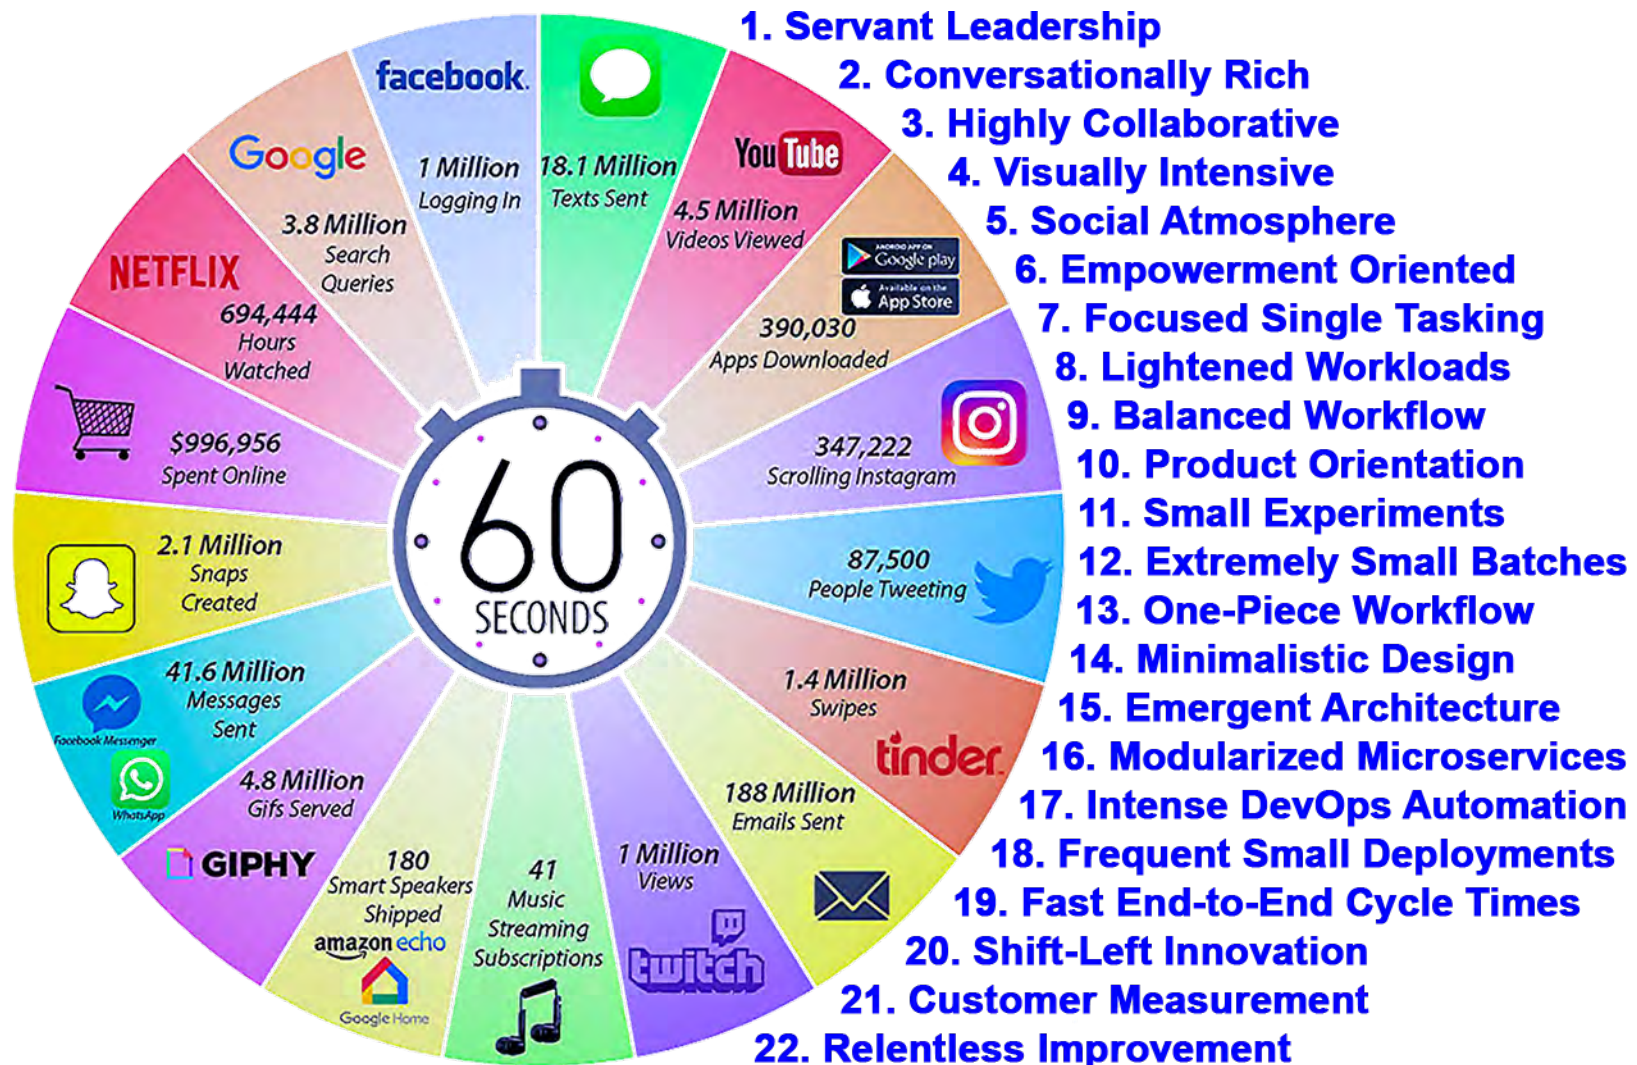 facebook.
1 Million
Logging In
18.1 Million
Texts Sent
YouTube
4.5 Million
Videos Viewed
ANDROID APP ON
Google play
Available on the
App Store
390,030
Apps Downloaded
347,222
Scrolling Instagram
87,500
People Tweeting
1.4 Million
Swipes
tinder.
188 Million
Emails Sent
1 Million
Views
twitch
41
Music
Streaming
Subscriptions
180
Smart Speakers
Shipped
amazon echo
Google Home
4.8 Million
Gifs Served
GIPHY
41.6 Million
Messages
Sent
Facebook Messenger
WhatsApp
2.1 Million
Snaps
Created
$996,956
Spent Online
NETFLIX
694,444
Hours
Watched
Google
3.8 Million
Search
Queries
60
SECONDS
1. Servant Leadership
2. Conversationally Rich
3. Highly Collaborative
4. Visually Intensive
5. Social Atmosphere
6. Empowerment Oriented
7. Focused Single Tasking
8. Lightened Workloads
9. Balanced Workflow
10. Product Orientation
11. Small Experiments
12. Extremely Small Batches
13. One-Piece Workflow
14. Minimalistic Design
15. Emergent Architecture
16. Modularized Microservices
17. Intense DevOps Automation
18. Frequent Small Deployments
19. Fast End-to-End Cycle Times
20. Shift-Left Innovation
21. Customer Measurement
22. Relentless Improvement